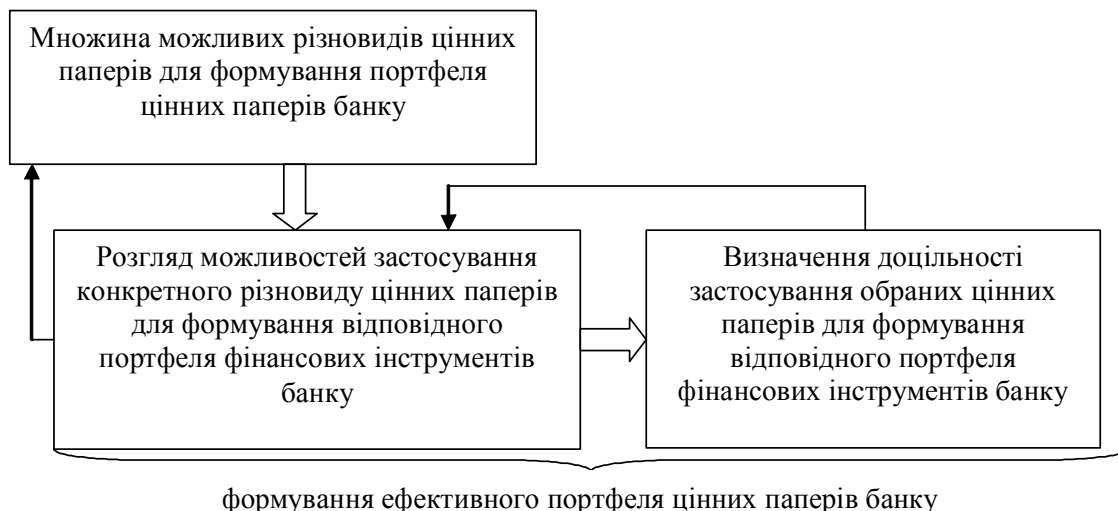 Множина можливих різновидів цінних
паперів для формування портфеля
цінних паперів банку
Розгляд можливостей застосування
конкретного різновиду цінних паперів
для формування відповідного
портфеля фінансових інструментів
банку
Визначення доцільності
застосування обраних цінних
паперів для формування
відповідного портфеля
фінансових інструментів банку
формування ефективного портфеля цінних паперів банку